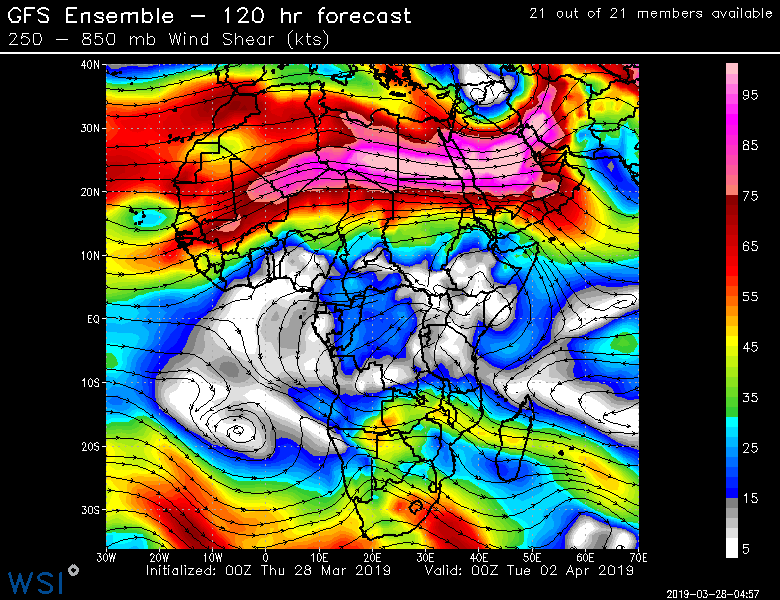 GFS Ensemble – 120 hr forecast
21 out of 21 members available
250 – 850 mb Wind Shear (kts)
40N
30N
20N
10N
EQ
10S
20S
30S
30W 20W 10W 0 10E 20E 30E 40E 50E 60E 70E
95
85
75
65
55
45
35
25
15
5
Initialized: 00Z Thu 28 Mar 2019 Valid: 00Z Tue 02 Apr 2019
WSI
2019-03-28-04:57